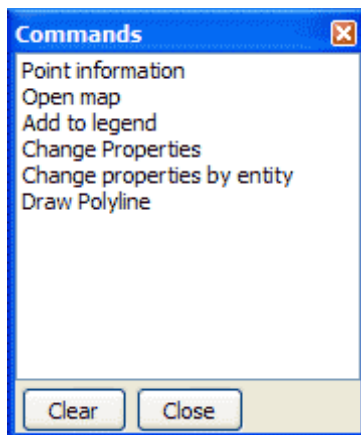 Commands
Point information
Open map
Add to legend
Change Properties
Change properties by entity
Draw Polyline
Clear Close